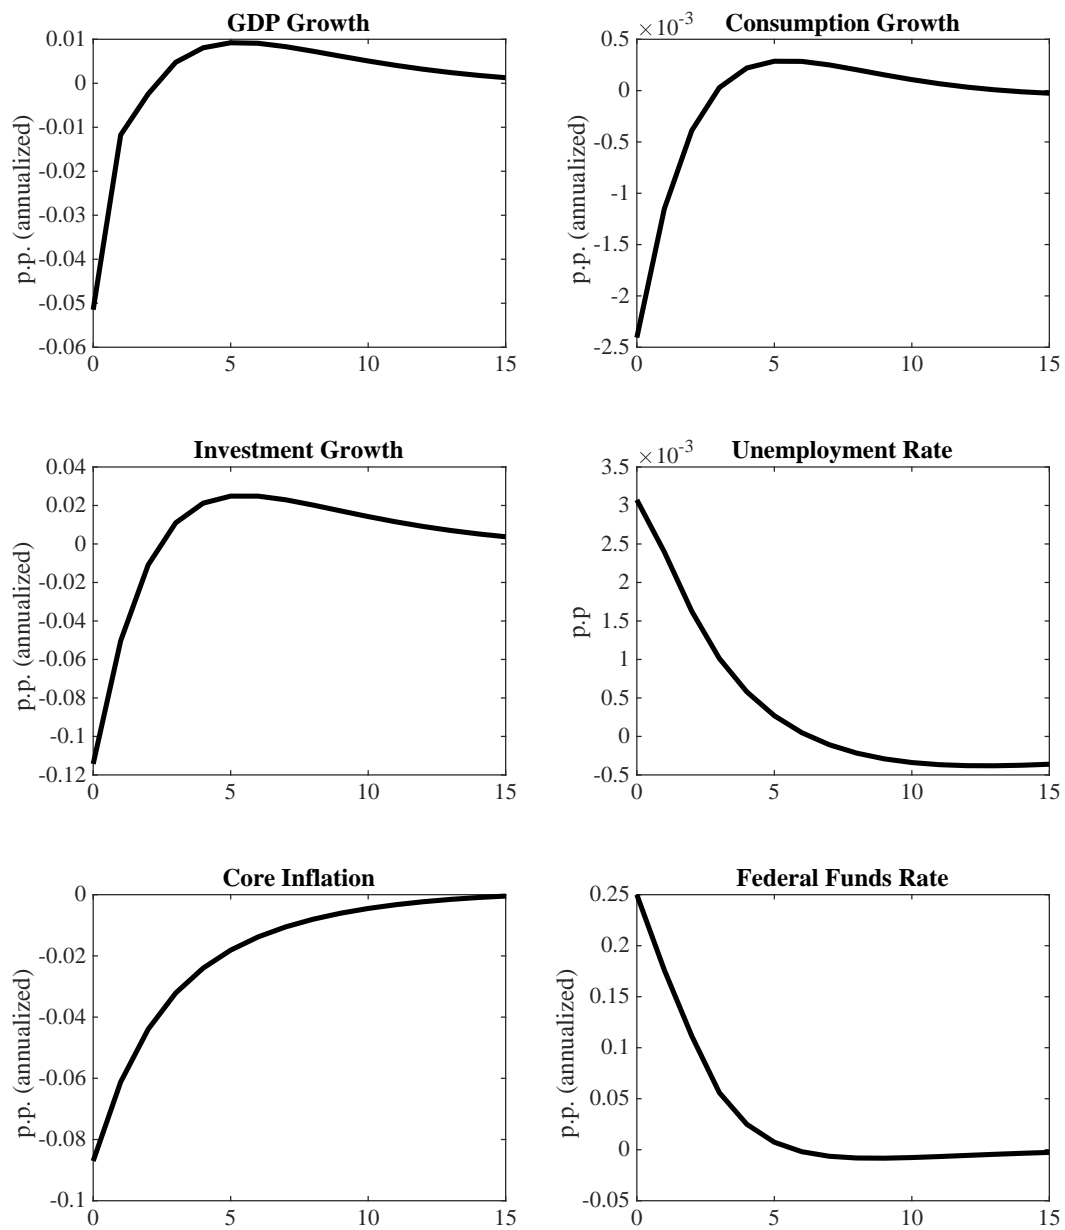 GDP Growth
0.01
0
-0.01
-0.02
-0.03
-0.04
-0.05
-0.06
p.p. (annualized)
0 5 10 15
Consumption Growth
×10-3
0.5
0
-0.5
-1
-1.5
-2
-2.5
p.p. (annualized)
0 5 10 15
Investment Growth
0.04
0.02
0
-0.02
-0.04
-0.06
-0.08
-0.1
-0.12
p.p. (annualized)
0 5 10 15
Unemployment Rate
×10-3
3.5
3
2.5
2
1.5
1
0.5
0
-0.5
p.p
0 5 10 15
Core Inflation
0
-0.02
-0.04
-0.06
-0.08
-0.1
p.p. (annualized)
0 5 10 15
Federal Funds Rate
0.25
0.2
0.15
0.1
0.05
0
-0.05
p.p. (annualized)
0 5 10 15